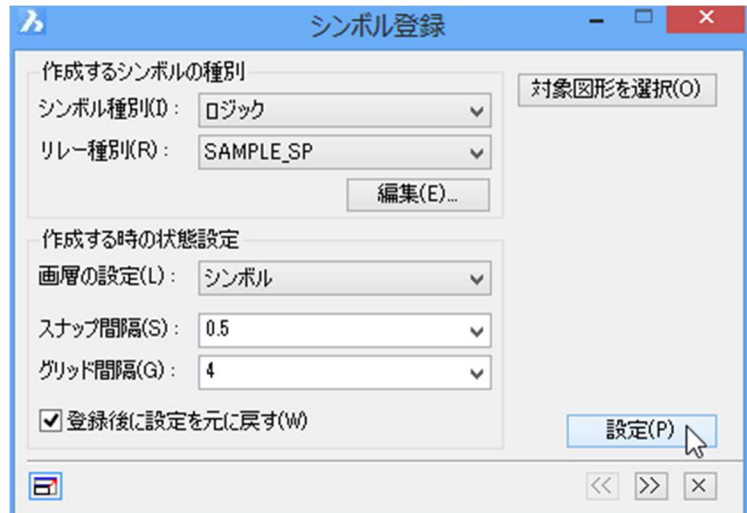 シンボル登録
作成するシンボルの種別
シンボル種別(I): ロジック
対象図形を選択(O)
リレー種別(R): SAMPLE_SP
編集(E)...
作成する時の状態設定
画層の設定(L): シンボル
スナップ間隔(S): 0.5
グリッド間隔(G): 4
登録後に設定を元に戻す(W)
設定(P)
<< >> ×